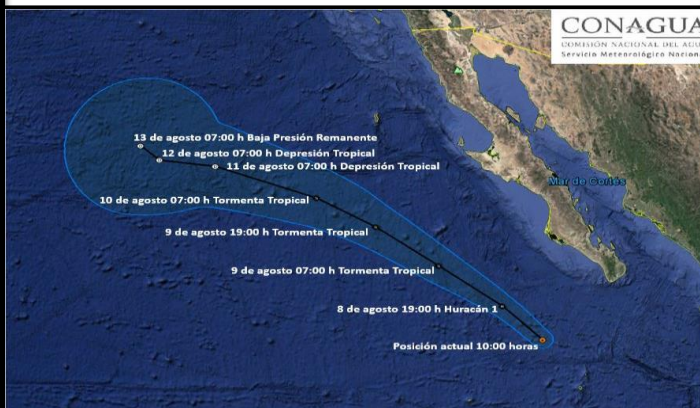 CONAGUA
COMISIÓN NACIONAL DEL AGU
Servicio Meteorológico Nacion
13 de agosto 07:00 h Baja Presión Remanente
12 de agosto 07:00 h Depresión Tropical
11 de agosto 07:00 h Depresión Tropical
Mar de Cortés
10 de agosto 07:00 h Tormenta Tropical
9 de agosto 19:00 h Tormenta Tropical
9 de agosto 07:00 h Tormenta Tropical
8 de agosto 19:00 h Huracán 1
Posición actual 10:00 horas